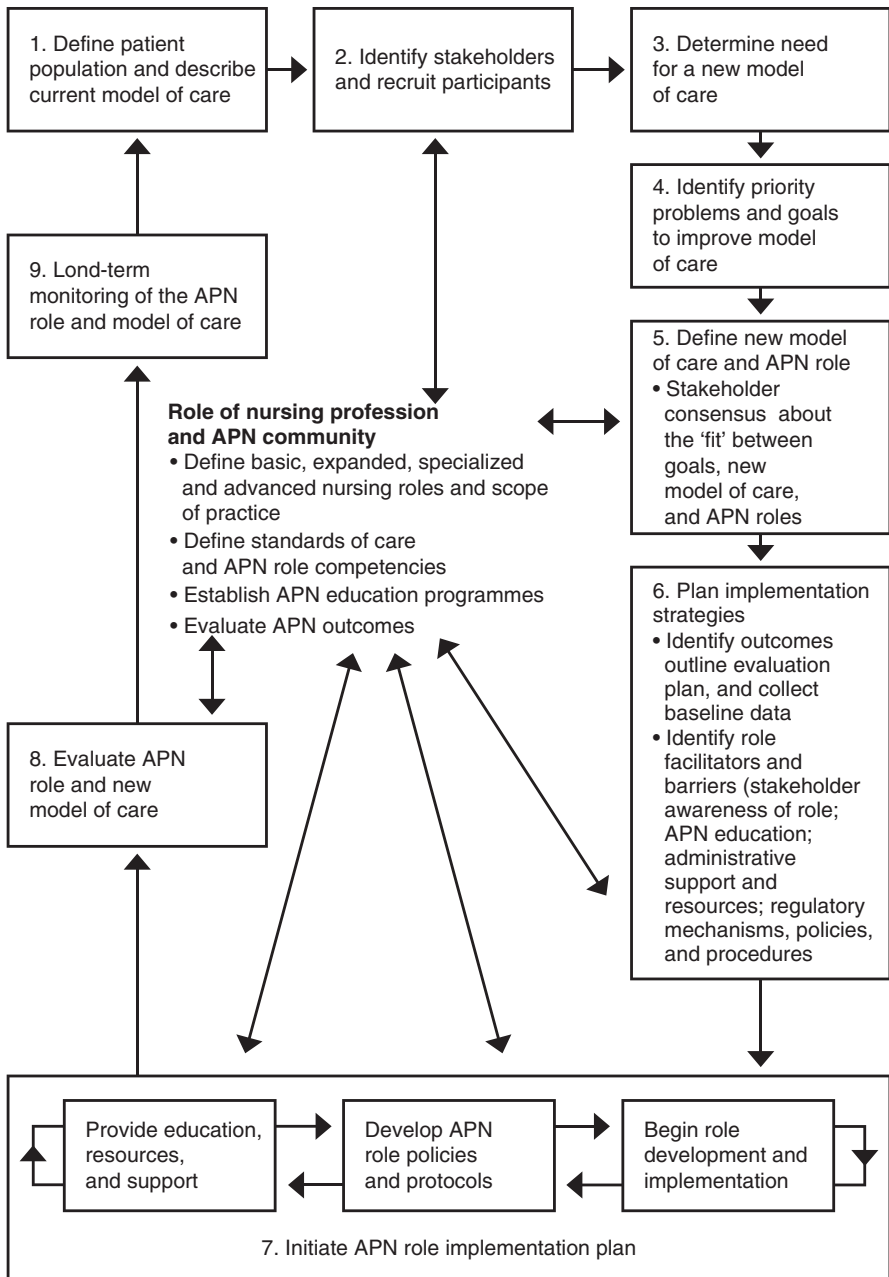 1. Define patient
population and describe
current model of care
2. Identify stakeholders
and recruit participants
3. Determine need
for a new model
of care
4. Identify priority
problems and goals
to improve model
of care
5. Define new model
of care and APN role
• Stakeholder
consensus about
the ‘fit’ between
goals, new
model of care,
and APN roles
6. Plan implementation
strategies
• Identify outcomes
outline evaluation
plan, and collect
baseline data
• Identify role
facilitators and
barriers (stakeholder
awareness of role;
APN education;
administrative
support and
resources; regulatory
mechanisms, policies,
and procedures
9. Lond-term
monitoring of the APN
role and model of care
Role of nursing profession
and APN community
• Define basic, expanded, specialized
and advanced nursing roles and scope
of practice
• Define standards of care
and APN role competencies
• Establish APN education programmes
• Evaluate APN outcomes
8. Evaluate APN
role and new
model of care
Provide education,
resources,
and support
Develop APN
role policies
and protocols
Begin role
development and
implementation
7. Initiate APN role implementation plan